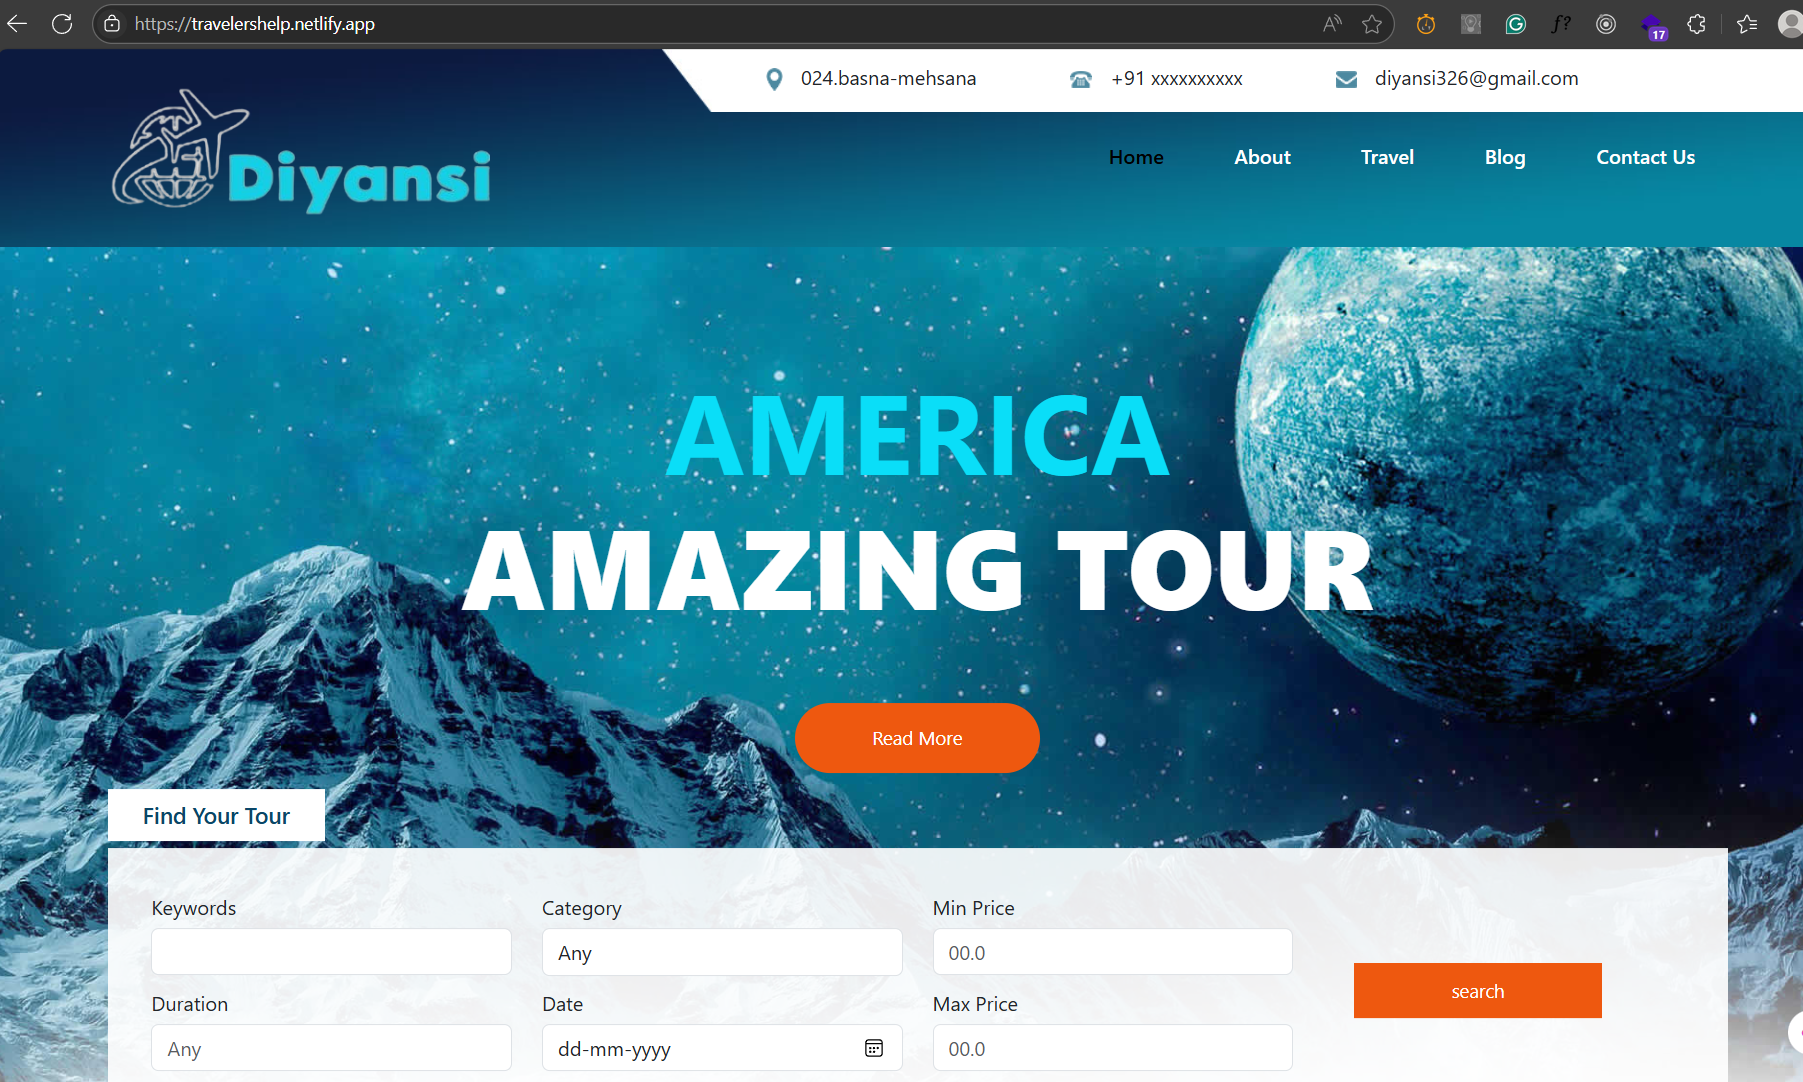 https://travelershelp.netlify.app
17
024.basna-mehsana
+91 xxxxxxxxxx
diyansi326@gmail.com
Diyansi
Home
About
Travel
Blog
Contact Us
AMERICA
AMAZING TOUR
Read More
Find Your Tour
Keywords
Category
Min Price
Any
00.0
search
Duration
Date
Max Price
Any
dd-mm-yyyy
00.0